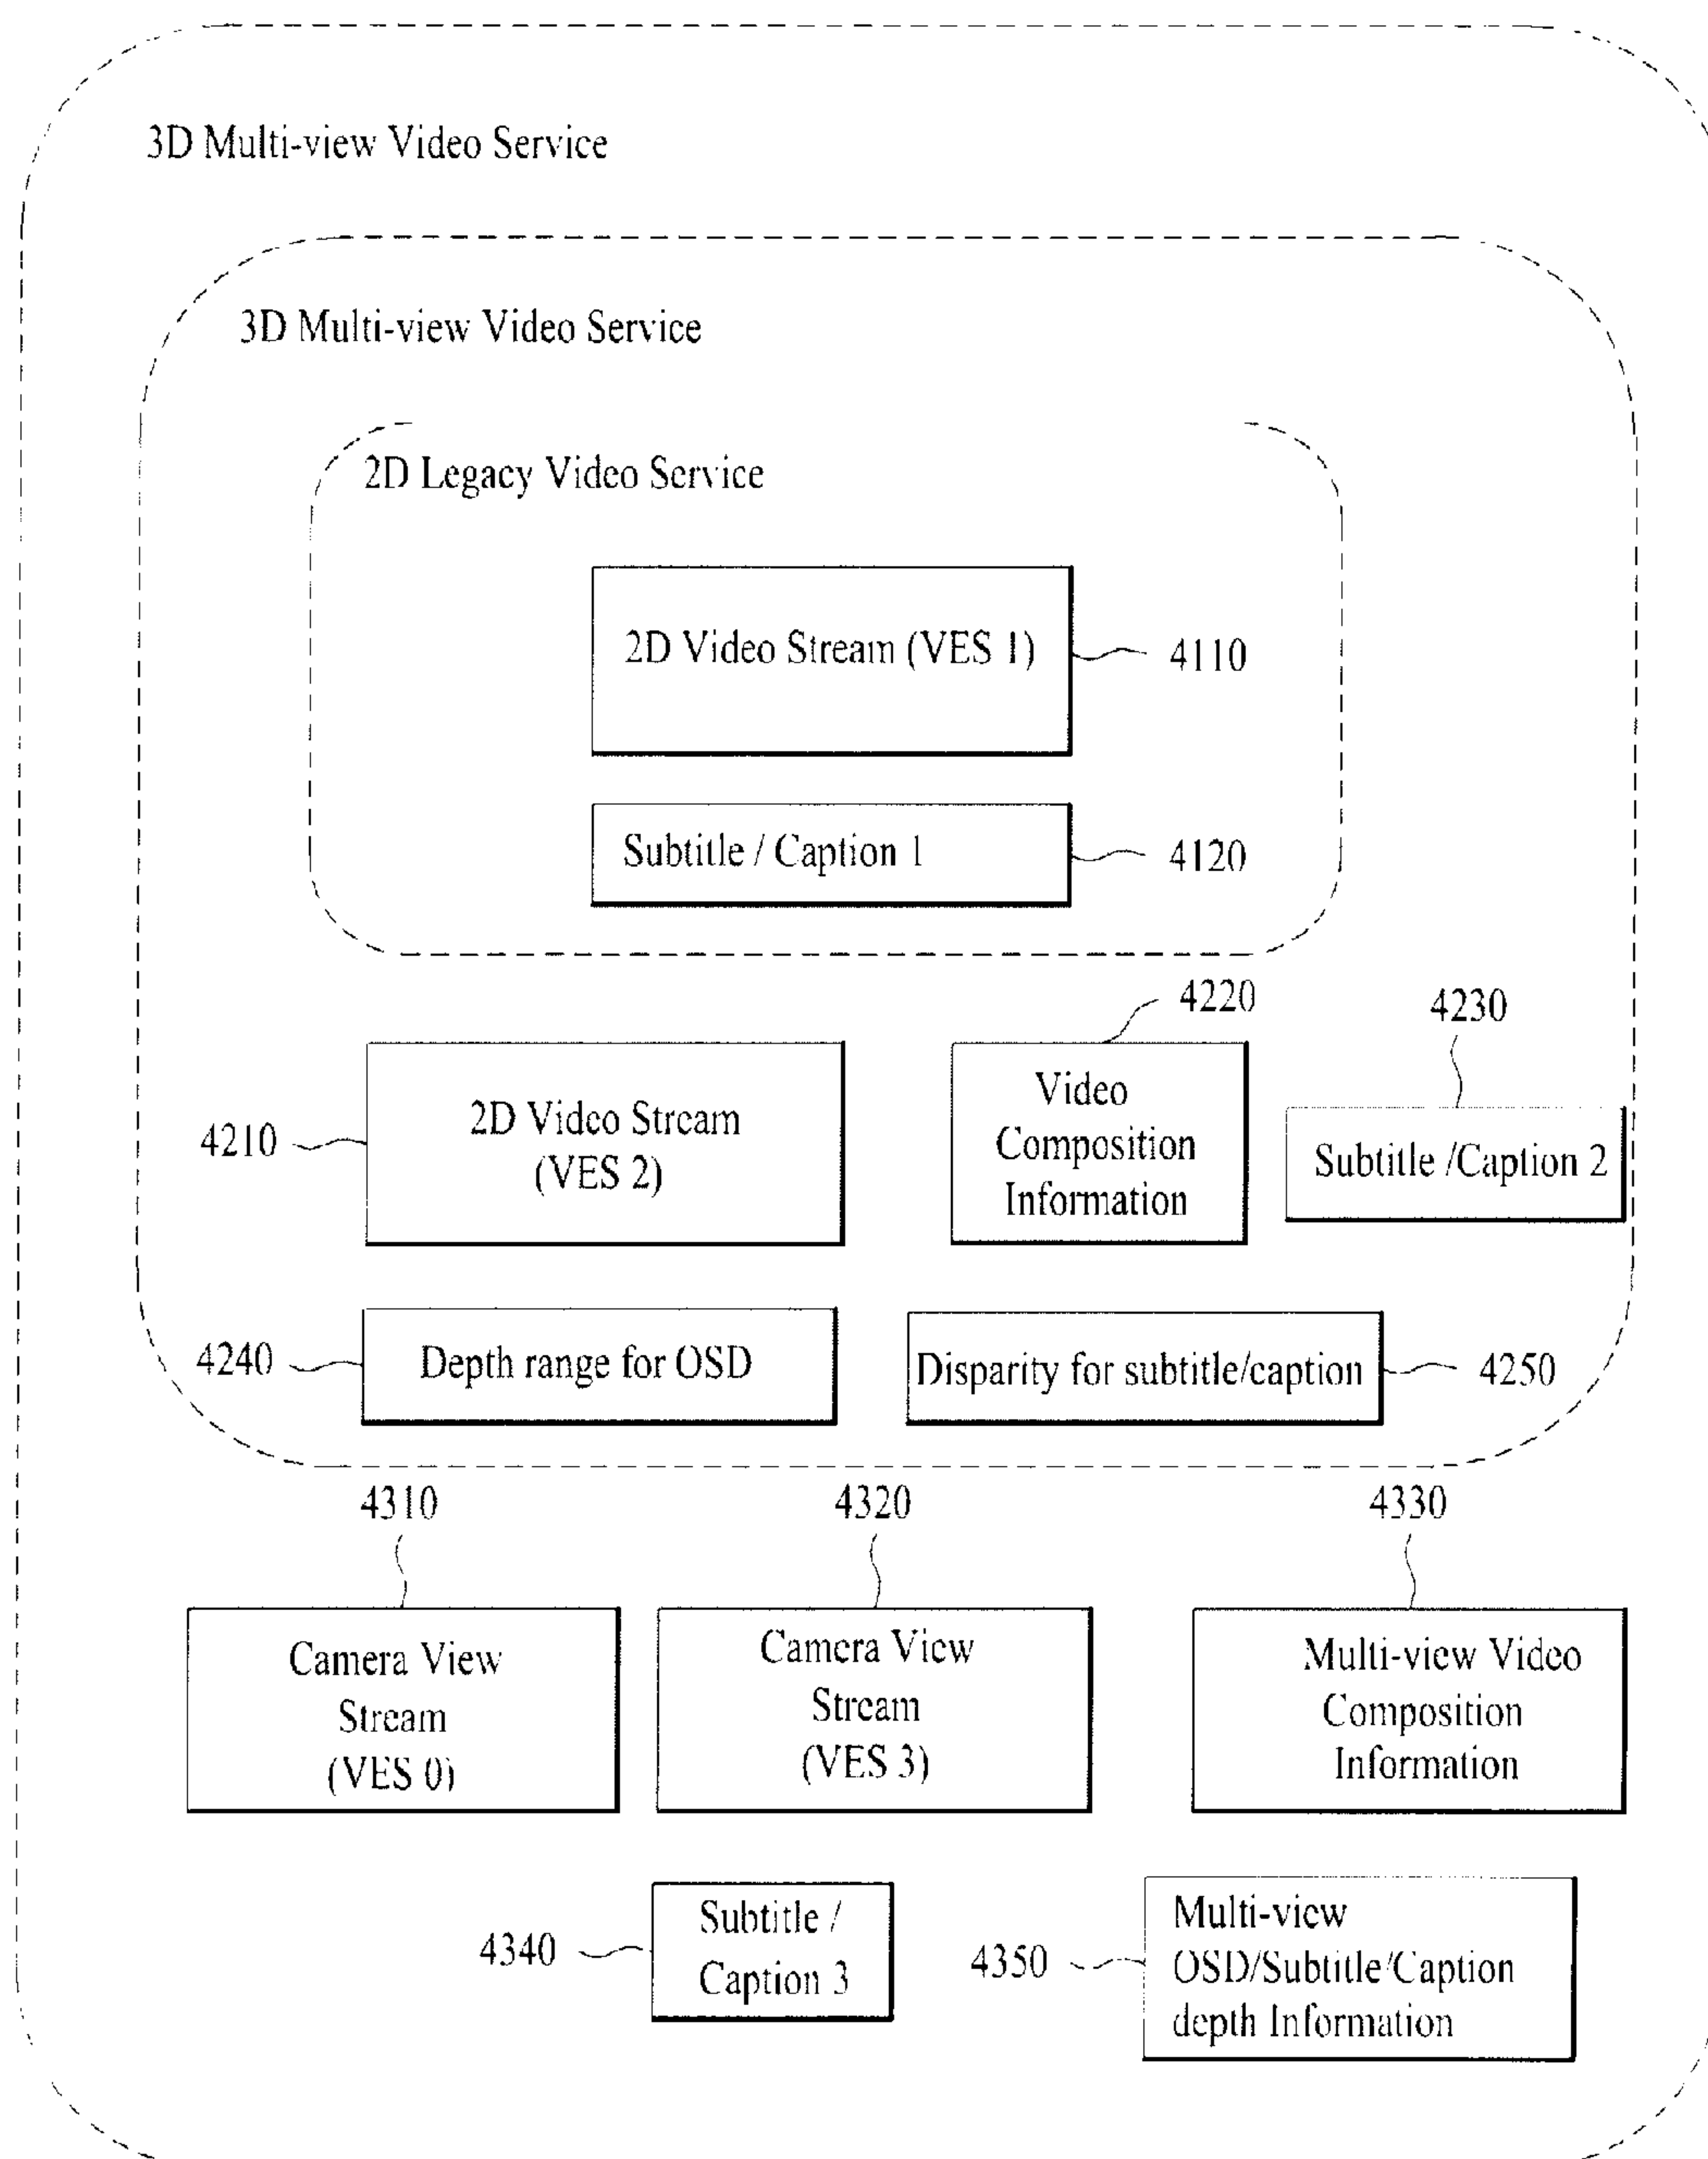 3D Multi-view Video Service
3D Multi-view Video Service
2D Legacy Video Service
2D Video Stream (VES 1)
4110
Subtitle / Caption 1
4120
4220
4230
4210
2D Video Stream
(VES 2)
Video
Composition
Information
Subtitle /Caption 2
4240
Depth range for OSD
Disparity for subtitle/caption
4250
4310
4320
4330
Camera View
Stream
(VES 0)
Camera View
Stream
(VES 3)
Multi-view Video
Composition
Information
4340
Subtitle /
Caption 3
4350
Multi-view
OSD/Subtitle/Caption
depth Information